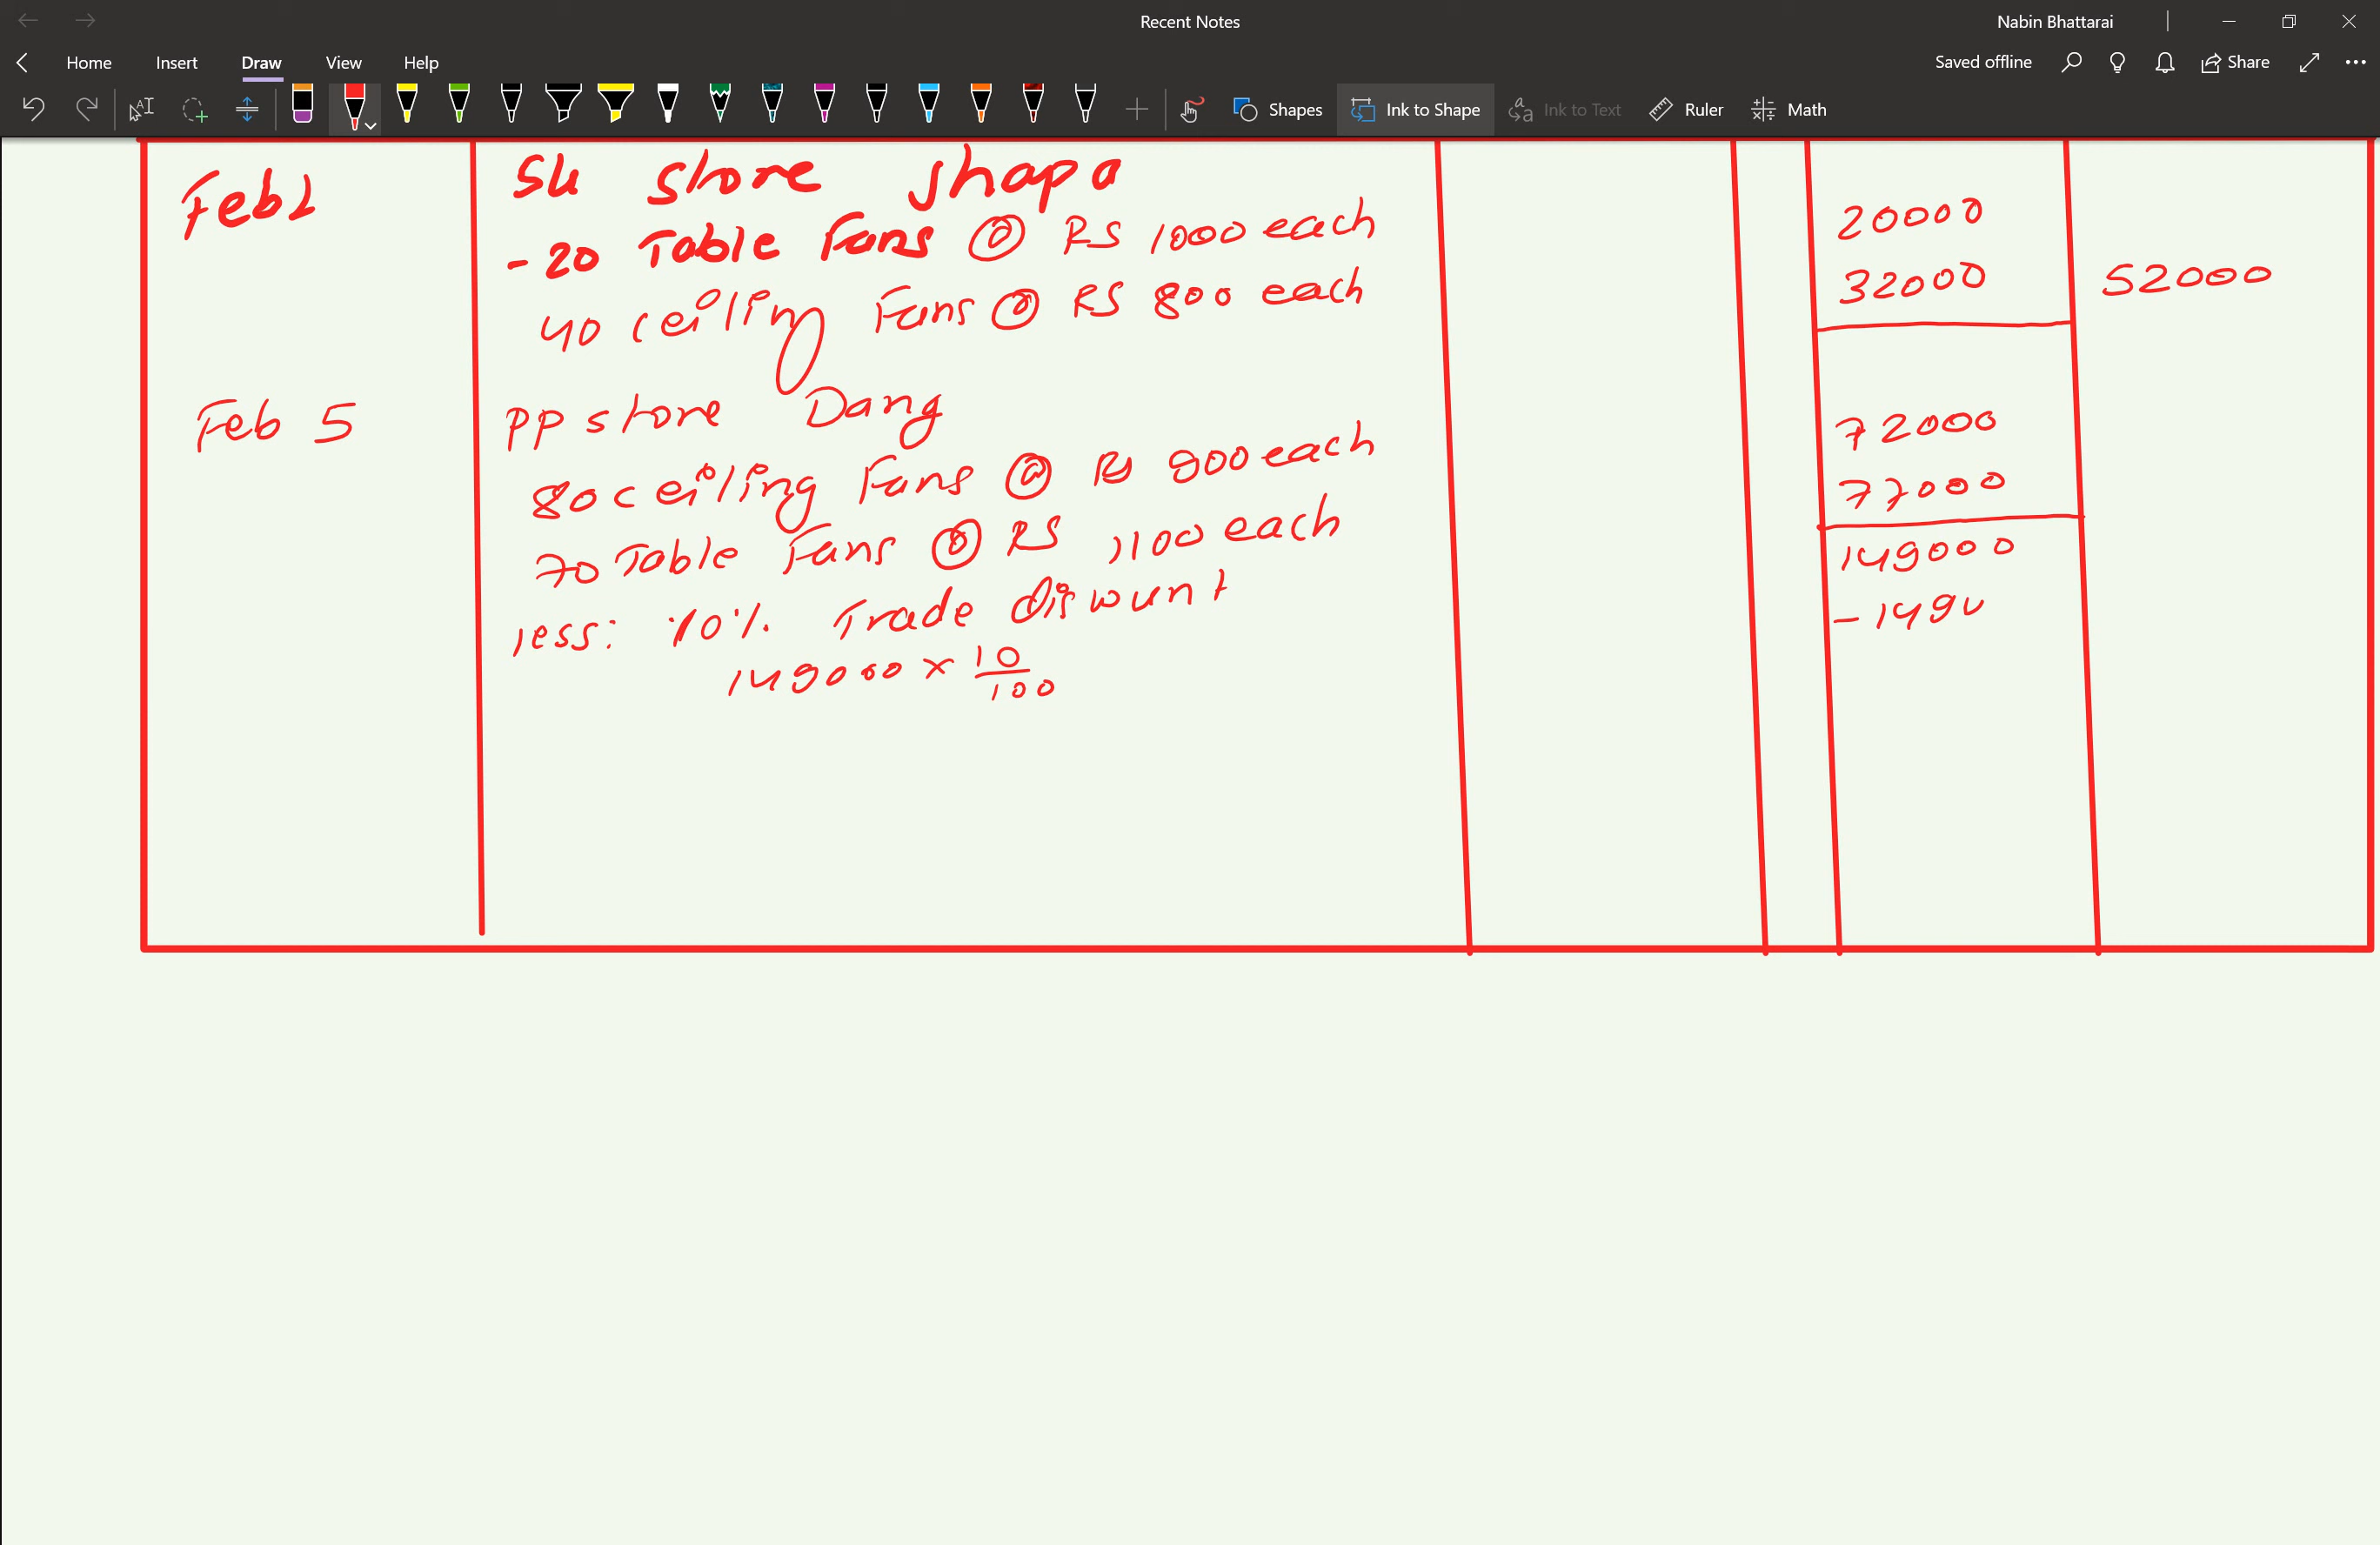 Recent Notes
Nabin Bhattarai
Home Insert Draw View Help
Saved offline
Share
Shapes Ink to Shape Ink to Text Ruler Math
store
20000
-20 Table Fans @ RS 1000 each
32000 52000
40 ceiling Fans @ RS 800 each
Feb 5 PP store Dang
72000
80 ceiling Fans @ Rs 900 each
77000
70 Table Fans @ RS 1100 each
149000
less: 10% Trade discount
-1490
149000 × 10/100